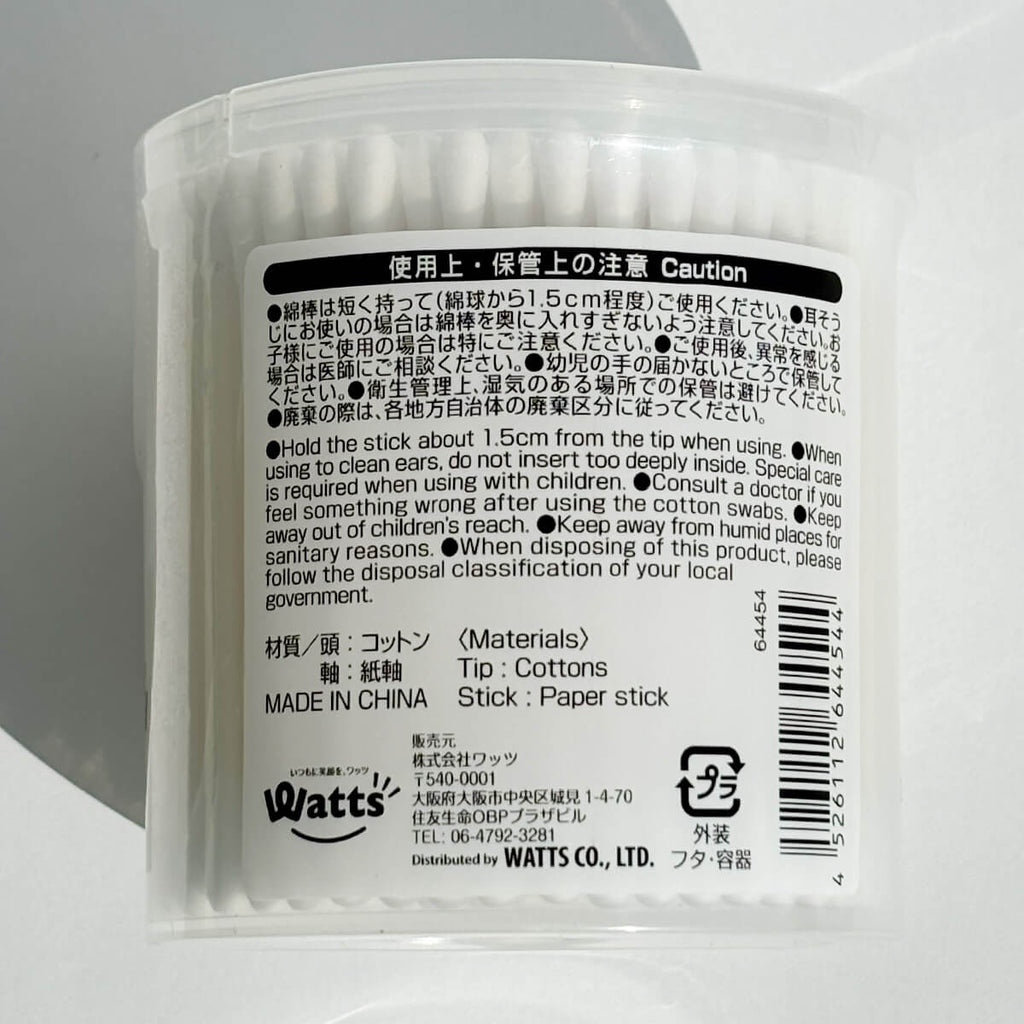 使用上・保管上の注意 Caution
●綿棒は短く持って(綿球から1.5cm程度)ご使用ください。●耳そう
じにお使いの場合は綿棒を奥に入れすぎないよう注意してください。お
子様にご使用の場合は特にご注意ください。●ご使用後、異常を感じる
場合は医師にご相談ください。●幼児の手の届かないところで保管して
ください。●衛生管理上、湿気のある場所での保管は避けてください。
●廃棄の際は、各地方自治体の廃棄区分に従ってください。
●Hold the stick about 1.5cm from the tip when using. ●When
using to clean ears, do not insert too deeply inside. Special care
is required when using with children. ●Consult a doctor if you
feel something wrong after using the cotton swabs. ●Keep
away out of children's reach. ●Keep away from humid places for
sanitary reasons. ●When disposing of this product, please
follow the disposal classification of your local
government.
材質/頭:コットン 〈Materials〉
軸:紙軸 Tip : Cottons
MADE IN CHINA Stick : Paper stick
64454
4 526112 644544
いつもに笑顔を、ワッツ
Watts
販売元
株式会社ワッツ
〒540-0001
大阪府大阪市中央区城見 1-4-70
住友生命OBPプラザビル
TEL: 06-4792-3281
Distributed by WATTS CO., LTD.
プラ
外装
フタ・容器